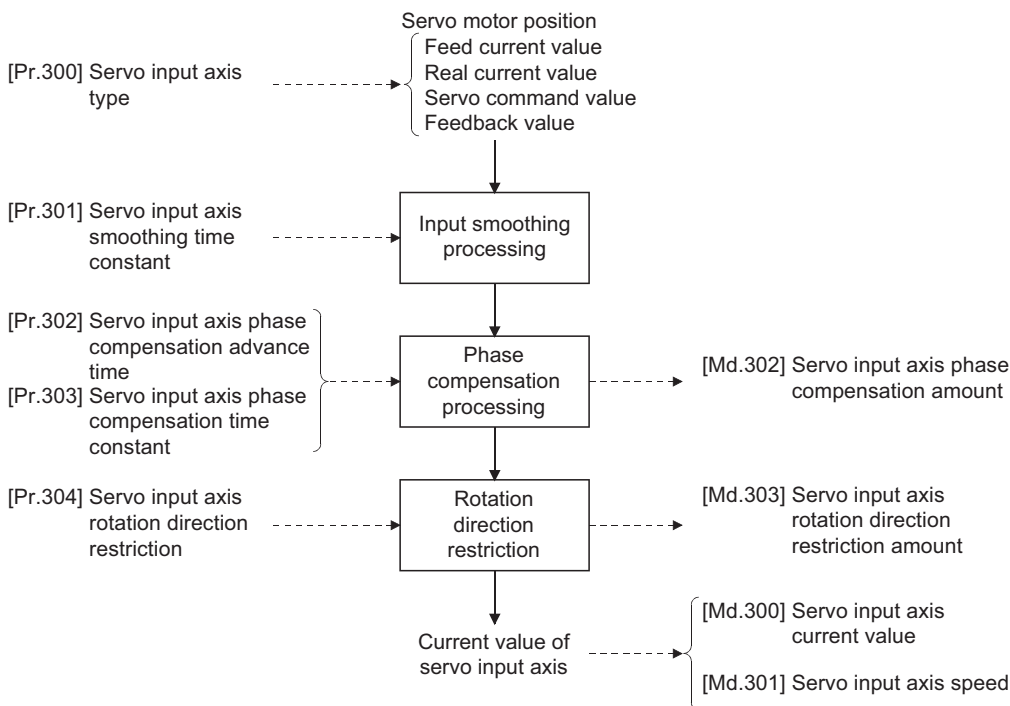 Servo motor position
[Pr.300] Servo input axis
type
Feed current value
Real current value
Servo command value
Feedback value
[Pr.301] Servo input axis
smoothing time
constant
Input smoothing
processing
[Pr.302] Servo input axis phase
compensation advance
time
[Pr.303] Servo input axis phase
compensation time
constant
Phase
compensation
processing
[Md.302] Servo input axis phase
compensation amount
[Pr.304] Servo input axis
rotation direction
restriction
Rotation
direction
restriction
[Md.303] Servo input axis
rotation direction
restriction amount
Current value of
servo input axis
[Md.300] Servo input axis
current value
[Md.301] Servo input axis speed